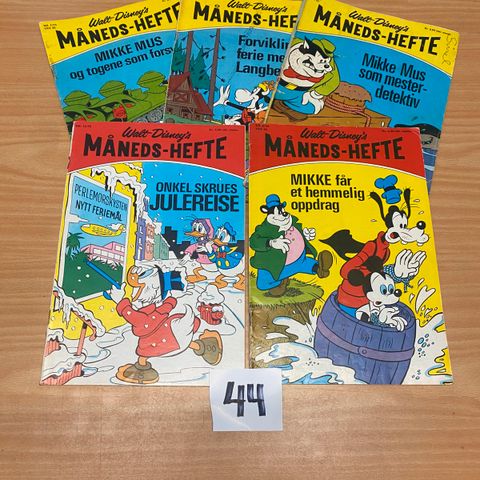 Walt Disney's
MÅNEDS-HEFTE
MIKKE MUS
og togene som forsv
Walt Disney's
MÅNEDS-HEFTE
Forviklin
ferie me
Langbe
Walt Disney's
MÅNEDS-HEFTE
Mikke Mus
som mester-
detektiv
Walt Disney's
MÅNEDS-HEFTE
ONKEL SKRUES
JULEREISE
PERLEMORSKYSTEN
NYTT FERIEMÅL
Walt Disney's
MÅNEDS-HEFTE
MIKKE får
et hemmelig
oppdrag
44